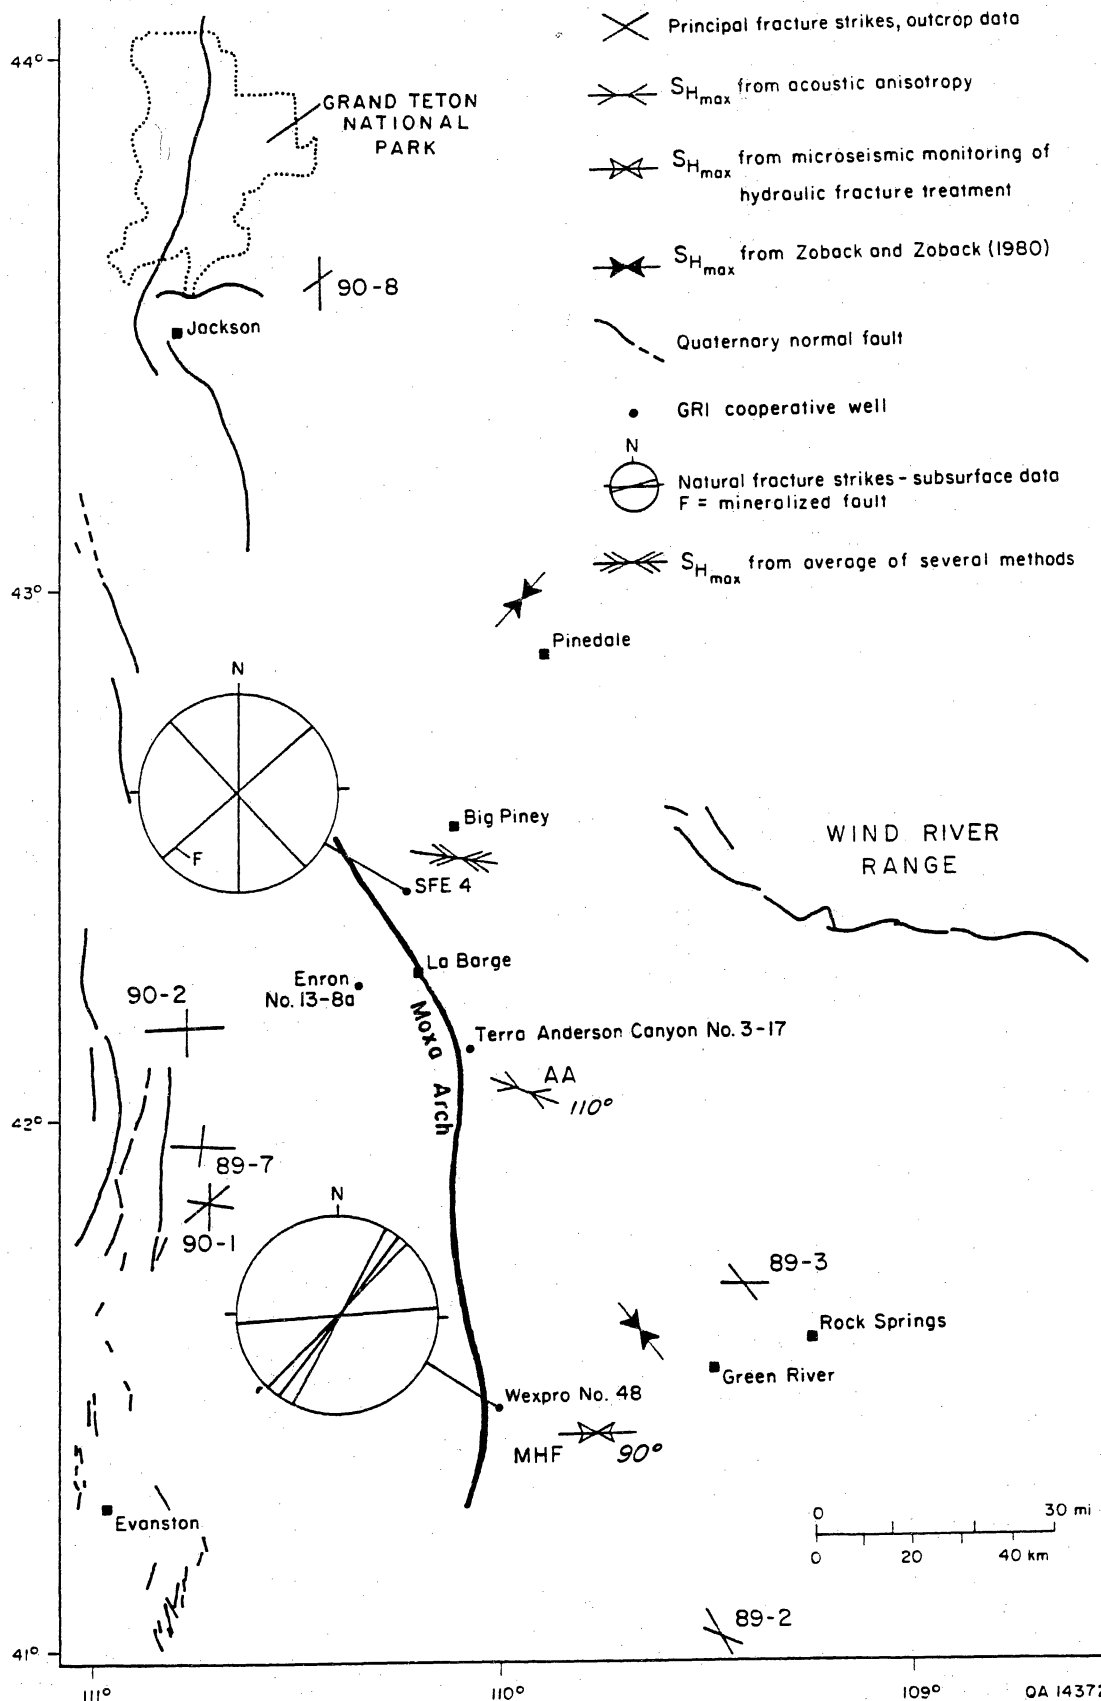 44°
GRAND TETON
NATIONAL
PARK
90-8
Jackson
Principal fracture strikes, outcrop data
SHmax from acoustic anisotropy
SHmax from microseismic monitoring of
hydraulic fracture treatment
SHmax from Zoback and Zoback (1980)
Quaternary normal fault
GRI cooperative well
N
Natural fracture strikes - subsurface data
F = mineralized fault
SHmax from average of several methods
43°
Pinedale
N
F
Big Piney
SFE 4
WIND RIVER
RANGE
La Barge
Enron
No. 13-8a
90-2
Moxa Arch
Terra Anderson Canyon No. 3-17
AA
110°
42°
89-7
90-1
N
89-3
Rock Springs
Green River
Wexpro No. 48
MHF
90°
Evanston
0 30 mi
0 20 40 km
89-2
41°
111° 110° 109°
QA 14372